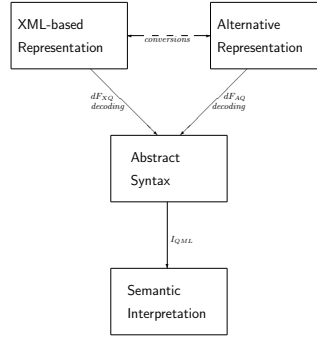 XML-based
Representation
Alternative
Representation
conversions
dF_XQ
decoding
dF_AQ
decoding
Abstract
Syntax
I_QML
Semantic
Interpretation